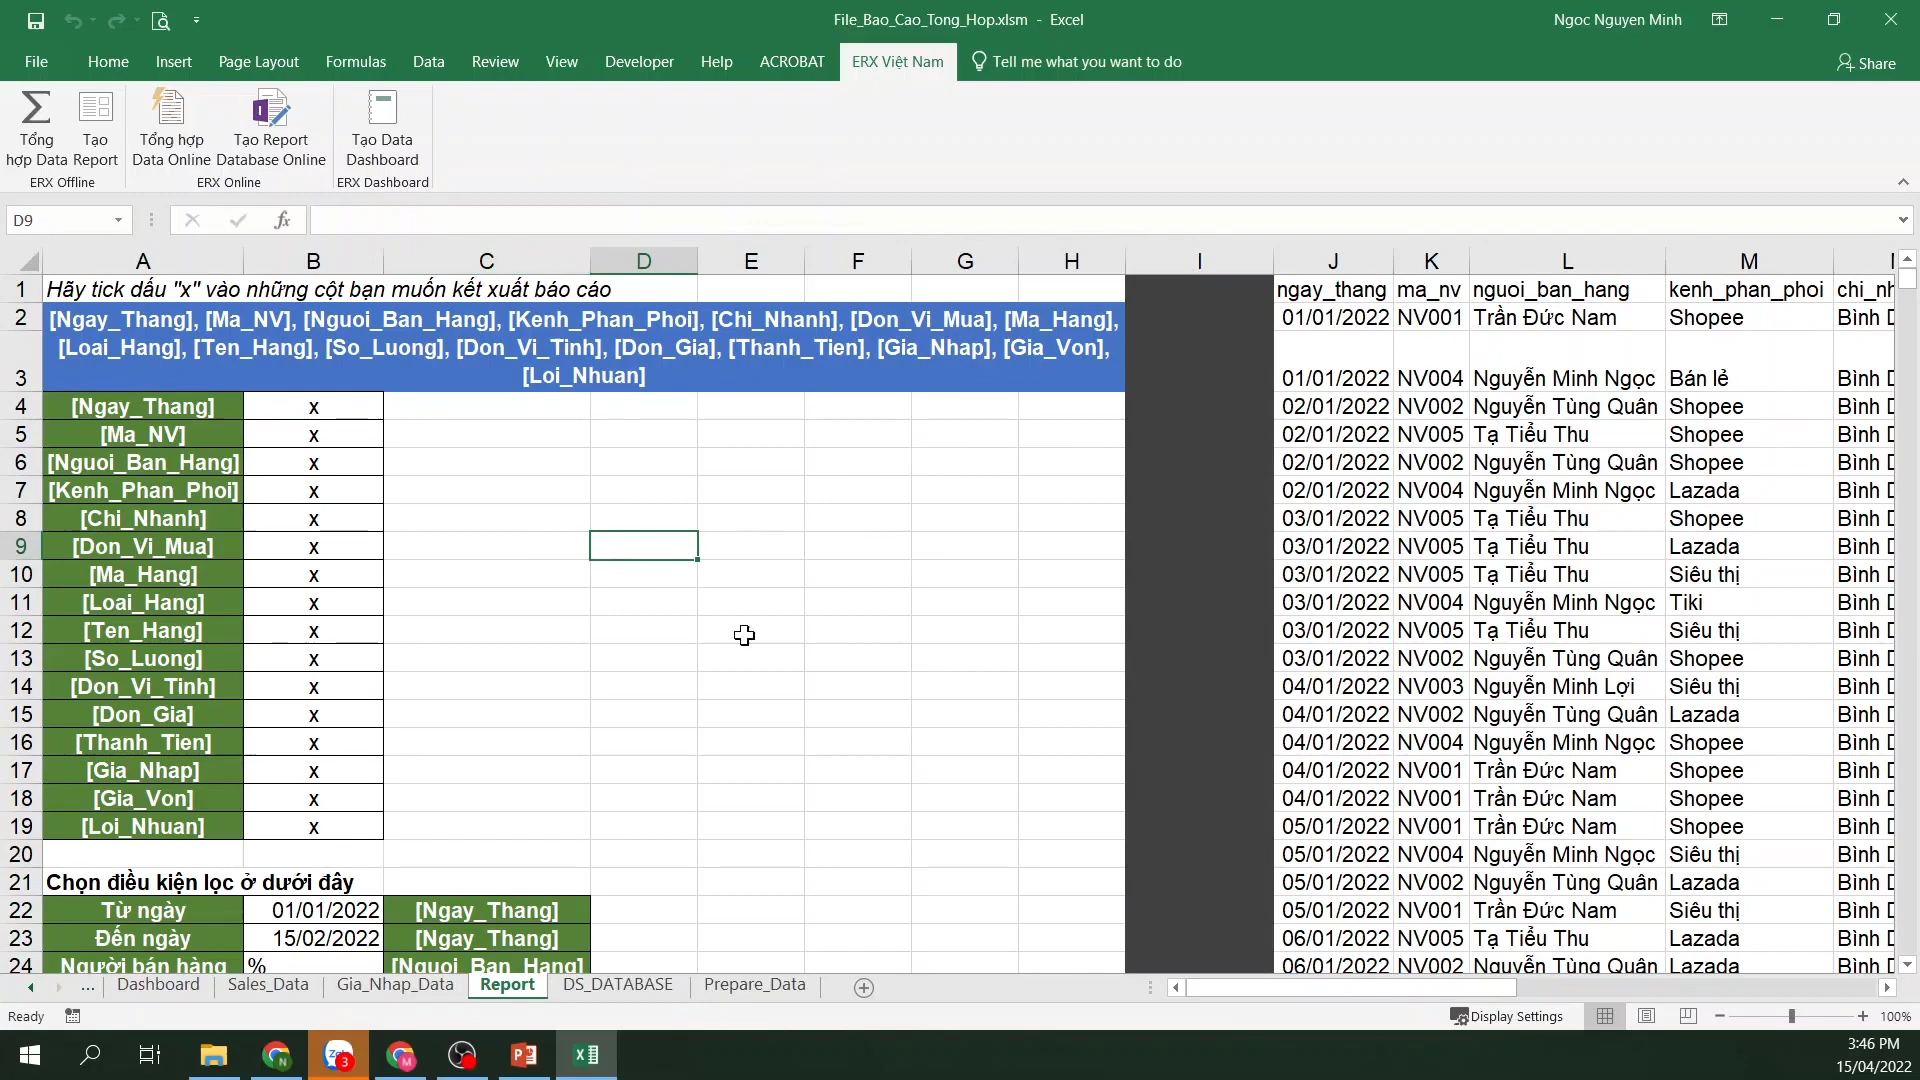 File_Bao_Cao_Tong_Hop.xlsm - Excel
Ngoc Nguyen Minh
File Home Insert Page Layout Formulas Data Review View Developer Help ACROBAT ERX Việt Nam Tell me what you want to do
Share
Tổng hợp Data
Tạo Report
Tổng hợp Data Online
Tạo Report Database Online
Tạo Data Dashboard
ERX Offline
ERX Online
ERX Dashboard
D9
fx
A B C D E F G H I J K L M
1 Hãy tick dấu "x" vào những cột bạn muốn kết xuất báo cáo ngay_thang ma_nv nguoi_ban_hang kenh_phan_phoi chi_nh
[Ngay_Thang], [Ma_NV], [Nguoi_Ban_Hang], [Kenh_Phan_Phoi], [Chi_Nhanh], [Don_Vi_Mua], [Ma_Hang],
[Loai_Hang], [Ten_Hang], [So_Luong], [Don_Vi_Tinh], [Don_Gia], [Thanh_Tien], [Gia_Nhap], [Gia_Von],
[Loi_Nhuan]
2 01/01/2022 NV001 Trần Đức Nam Shopee Bình D
3 01/01/2022 NV004 Nguyễn Minh Ngọc Bán lẻ Bình D
4 [Ngay_Thang] x 02/01/2022 NV002 Nguyễn Tùng Quân Shopee Bình D
5 [Ma_NV] x 02/01/2022 NV005 Tạ Tiểu Thu Shopee Bình D
6 [Nguoi_Ban_Hang] x 02/01/2022 NV002 Nguyễn Tùng Quân Shopee Bình D
7 [Kenh_Phan_Phoi] x 02/01/2022 NV004 Nguyễn Minh Ngọc Lazada Bình D
8 [Chi_Nhanh] x 03/01/2022 NV005 Tạ Tiểu Thu Shopee Bình D
9 [Don_Vi_Mua] x 03/01/2022 NV005 Tạ Tiểu Thu Lazada Bình D
10 [Ma_Hang] x 03/01/2022 NV005 Tạ Tiểu Thu Siêu thị Bình D
11 [Loai_Hang] x 03/01/2022 NV004 Nguyễn Minh Ngọc Tiki Bình D
12 [Ten_Hang] x 03/01/2022 NV005 Tạ Tiểu Thu Siêu thị Bình D
13 [So_Luong] x 03/01/2022 NV002 Nguyễn Tùng Quân Shopee Bình D
14 [Don_Vi_Tinh] x 04/01/2022 NV003 Nguyễn Minh Lợi Siêu thị Bình D
15 [Don_Gia] x 04/01/2022 NV002 Nguyễn Tùng Quân Lazada Bình D
16 [Thanh_Tien] x 04/01/2022 NV004 Nguyễn Minh Ngọc Shopee Bình D
17 [Gia_Nhap] x 04/01/2022 NV001 Trần Đức Nam Shopee Bình D
18 [Gia_Von] x 04/01/2022 NV001 Trần Đức Nam Shopee Bình D
19 [Loi_Nhuan] x 05/01/2022 NV001 Trần Đức Nam Shopee Bình D
20 05/01/2022 NV004 Nguyễn Minh Ngọc Siêu thị Bình D
21 Chọn điều kiện lọc ở dưới đây 05/01/2022 NV002 Nguyễn Tùng Quân Lazada Bình D
22 Từ ngày 01/01/2022 [Ngay_Thang] 05/01/2022 NV001 Trần Đức Nam Siêu thị Bình D
23 Đến ngày 15/02/2022 [Ngay_Thang] 06/01/2022 NV005 Tạ Tiểu Thu Lazada Bình D
24 Người bán hàng % [Nguoi_Ban_Hang] 06/01/2022 NV002 Nguyễn Tùng Quân Lazada Bình D
... Dashboard Sales_Data Gia_Nhap_Data Report DS_DATABASE Prepare_Data
Ready
Display Settings
100%
3:46 PM
15/04/2022